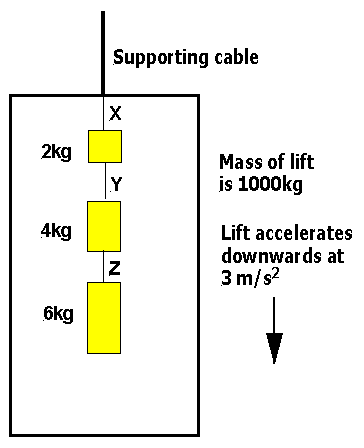 Supporting cable
X
2kg
Y
Mass of lift
is 1000kg
4kg
Lift accelerates
downwards at
3 m/s²
Z
6kg